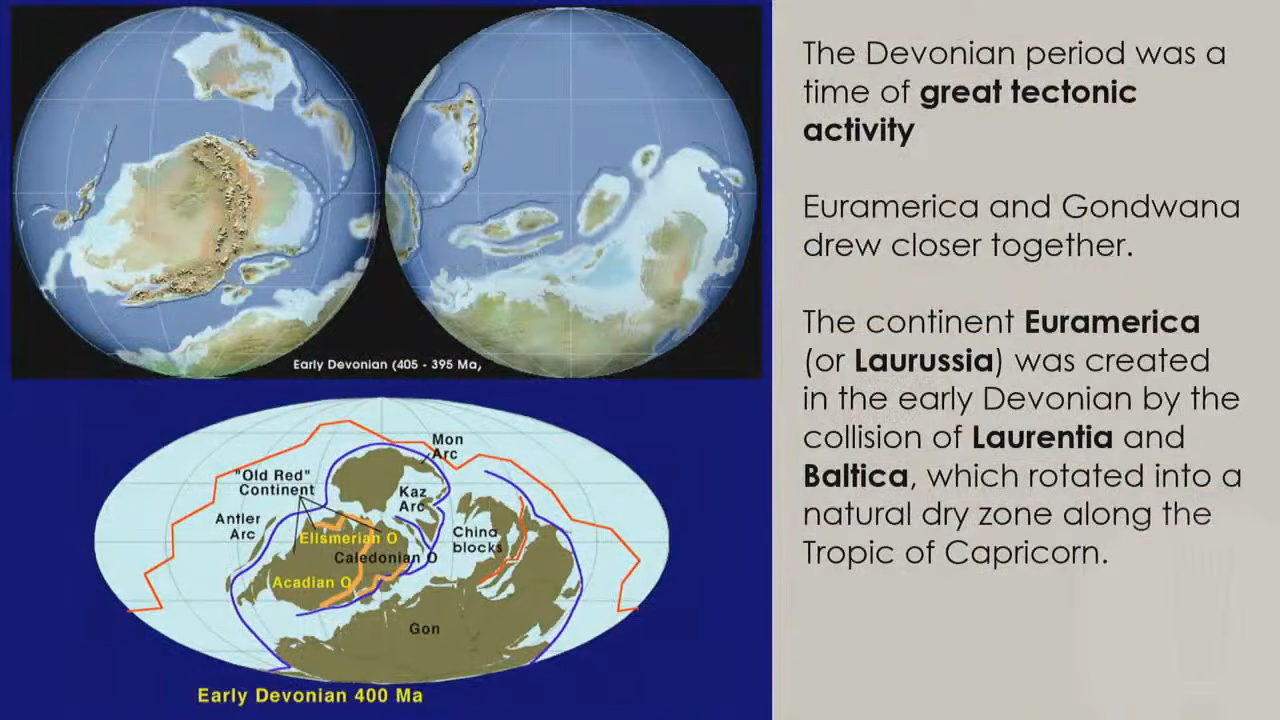 Early Devonian (405 - 395 Ma,
Mon
Arc
"Old Red"
Continent
Kaz
Arc
Antler
Arc
China
blocks
Ellsmerian O
Caledonian O
Acadian O
Gon
Early Devonian 400 Ma
The Devonian period was a
time of great tectonic
activity
Euramerica and Gondwana
drew closer together.
The continent Euramerica
(or Laurussia) was created
in the early Devonian by the
collision of Laurentia and
Baltica, which rotated into a
natural dry zone along the
Tropic of Capricorn.